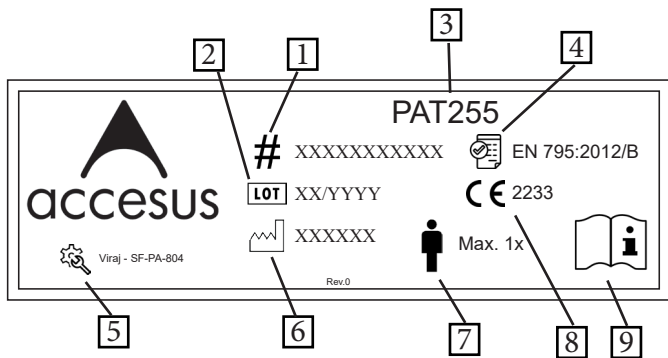 2 1 3 4
PAT255
# XXXXXXXXXXX EN 795:2012/B
accesus
LOT XX/YYYY CE 2233
XXXXXX Max. 1x i
Viraj - SF-PA-804
Rev.0
5 6 7 8 9